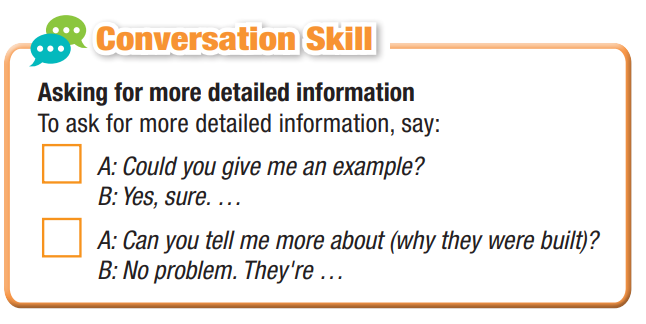 Conversation Skill
Asking for more detailed information
To ask for more detailed information, say:
A: Could you give me an example?
B: Yes, sure. …
A: Can you tell me more about (why they were built)?
B: No problem. They're …